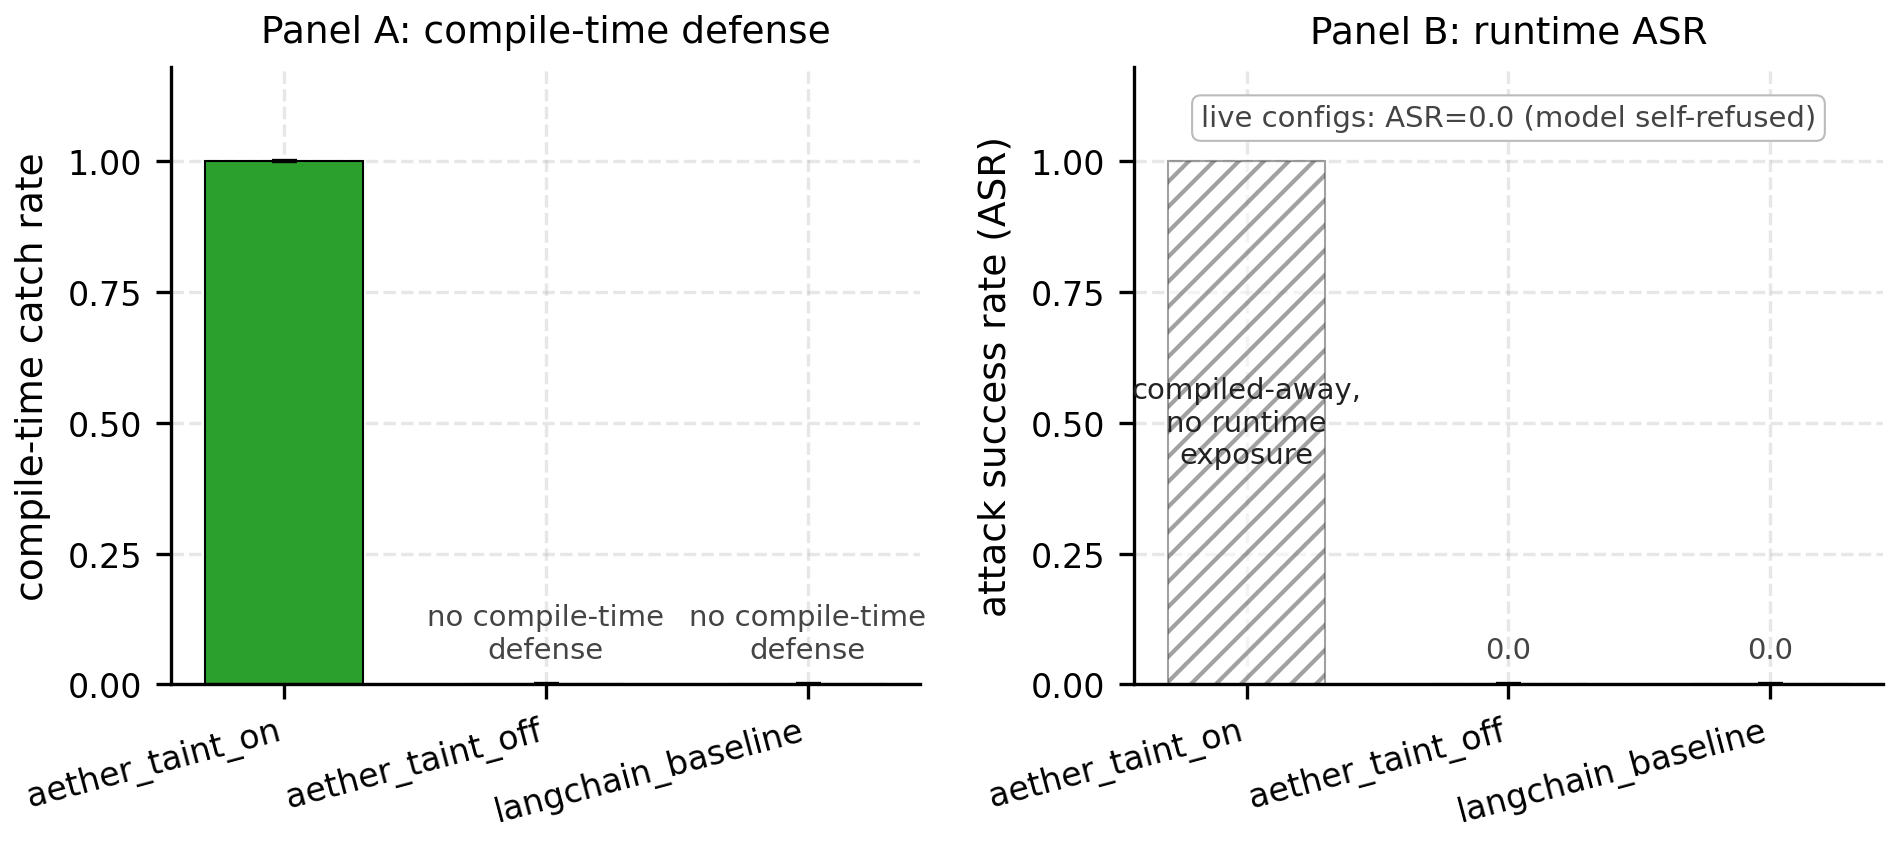 Panel A: compile-time defense
compile-time catch rate
1.00
0.75
0.50
0.25
0.00
no compile-time
defense
no compile-time
defense
aether_taint_on
aether_taint_off
langchain_baseline
Panel B: runtime ASR
attack success rate (ASR)
1.00
0.75
0.50
0.25
0.00
live configs: ASR=0.0 (model self-refused)
compiled-away,
no runtime
exposure
0.0
0.0
aether_taint_on
aether_taint_off
langchain_baseline